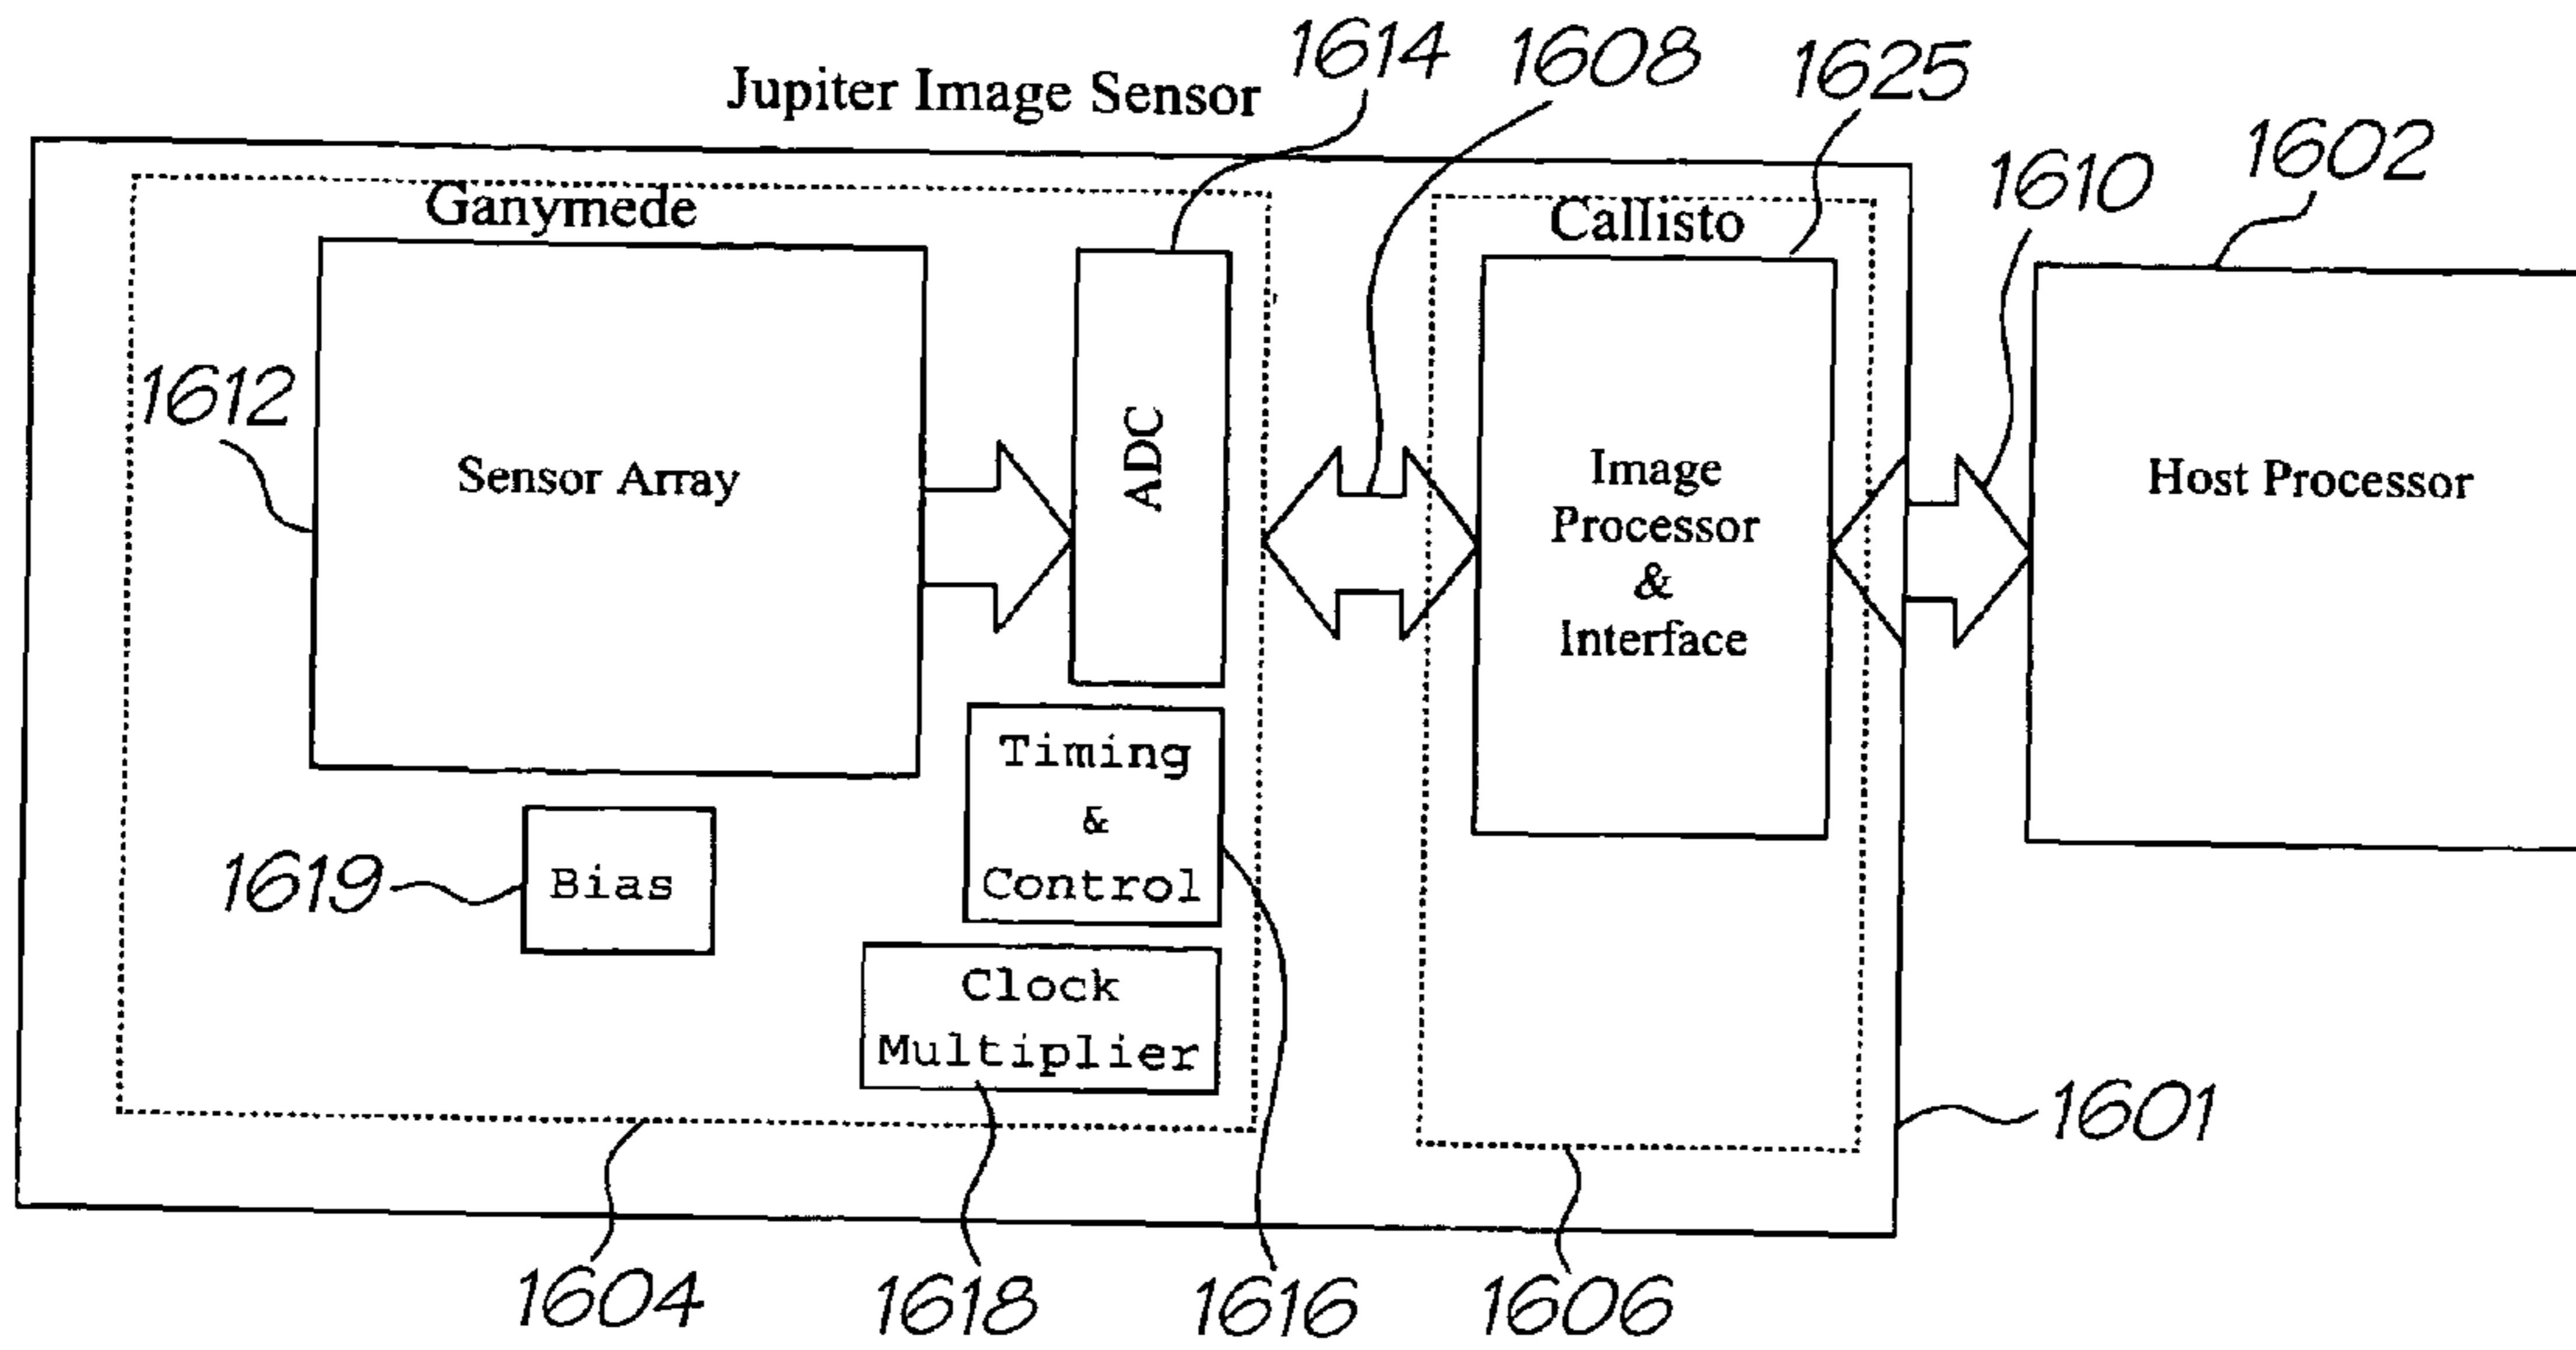 Jupiter Image Sensor
1614
1608
1625
1610
1602
Ganymede
Callisto
1612
Sensor Array
ADC
Image
Processor
&
Interface
Host Processor
Timing
&
Control
1619
Bias
Clock
Multiplier
1601
1604
1618
1616
1606